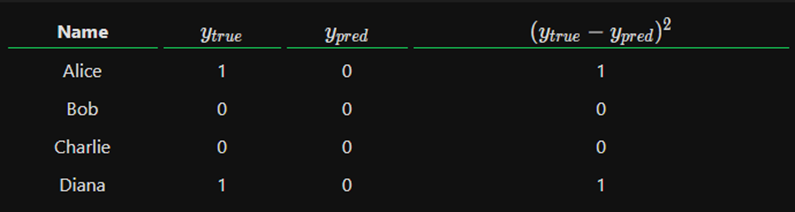 Name y_true y_pred (y_true − y_pred)²
Alice 1 0 1
Bob 0 0 0
Charlie 0 0 0
Diana 1 0 1